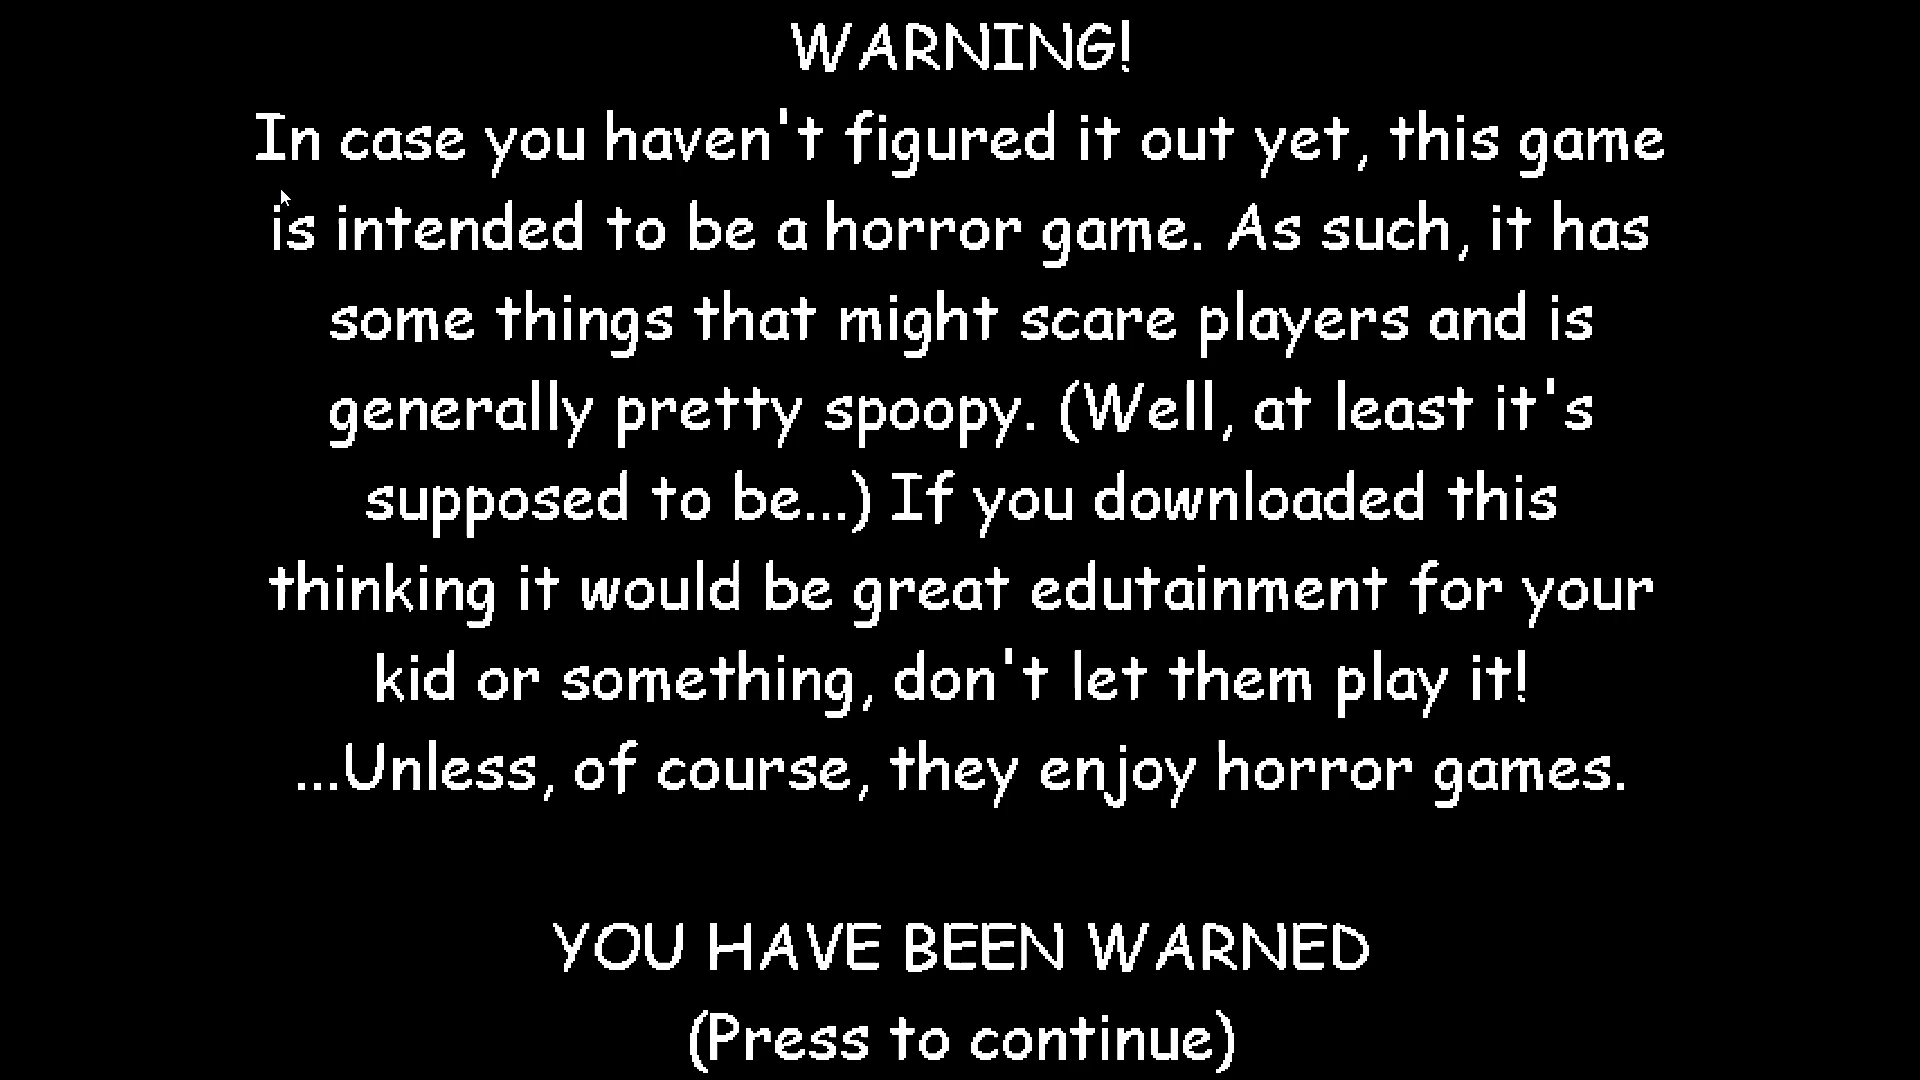 WARNING!
In case you haven't figured it out yet, this game
is intended to be a horror game. As such, it has
some things that might scare players and is
generally pretty spoopy. (Well, at least it's
supposed to be...) If you downloaded this
thinking it would be great edutainment for your
kid or something, don't let them play it!
...Unless, of course, they enjoy horror games.
YOU HAVE BEEN WARNED
(Press to continue)